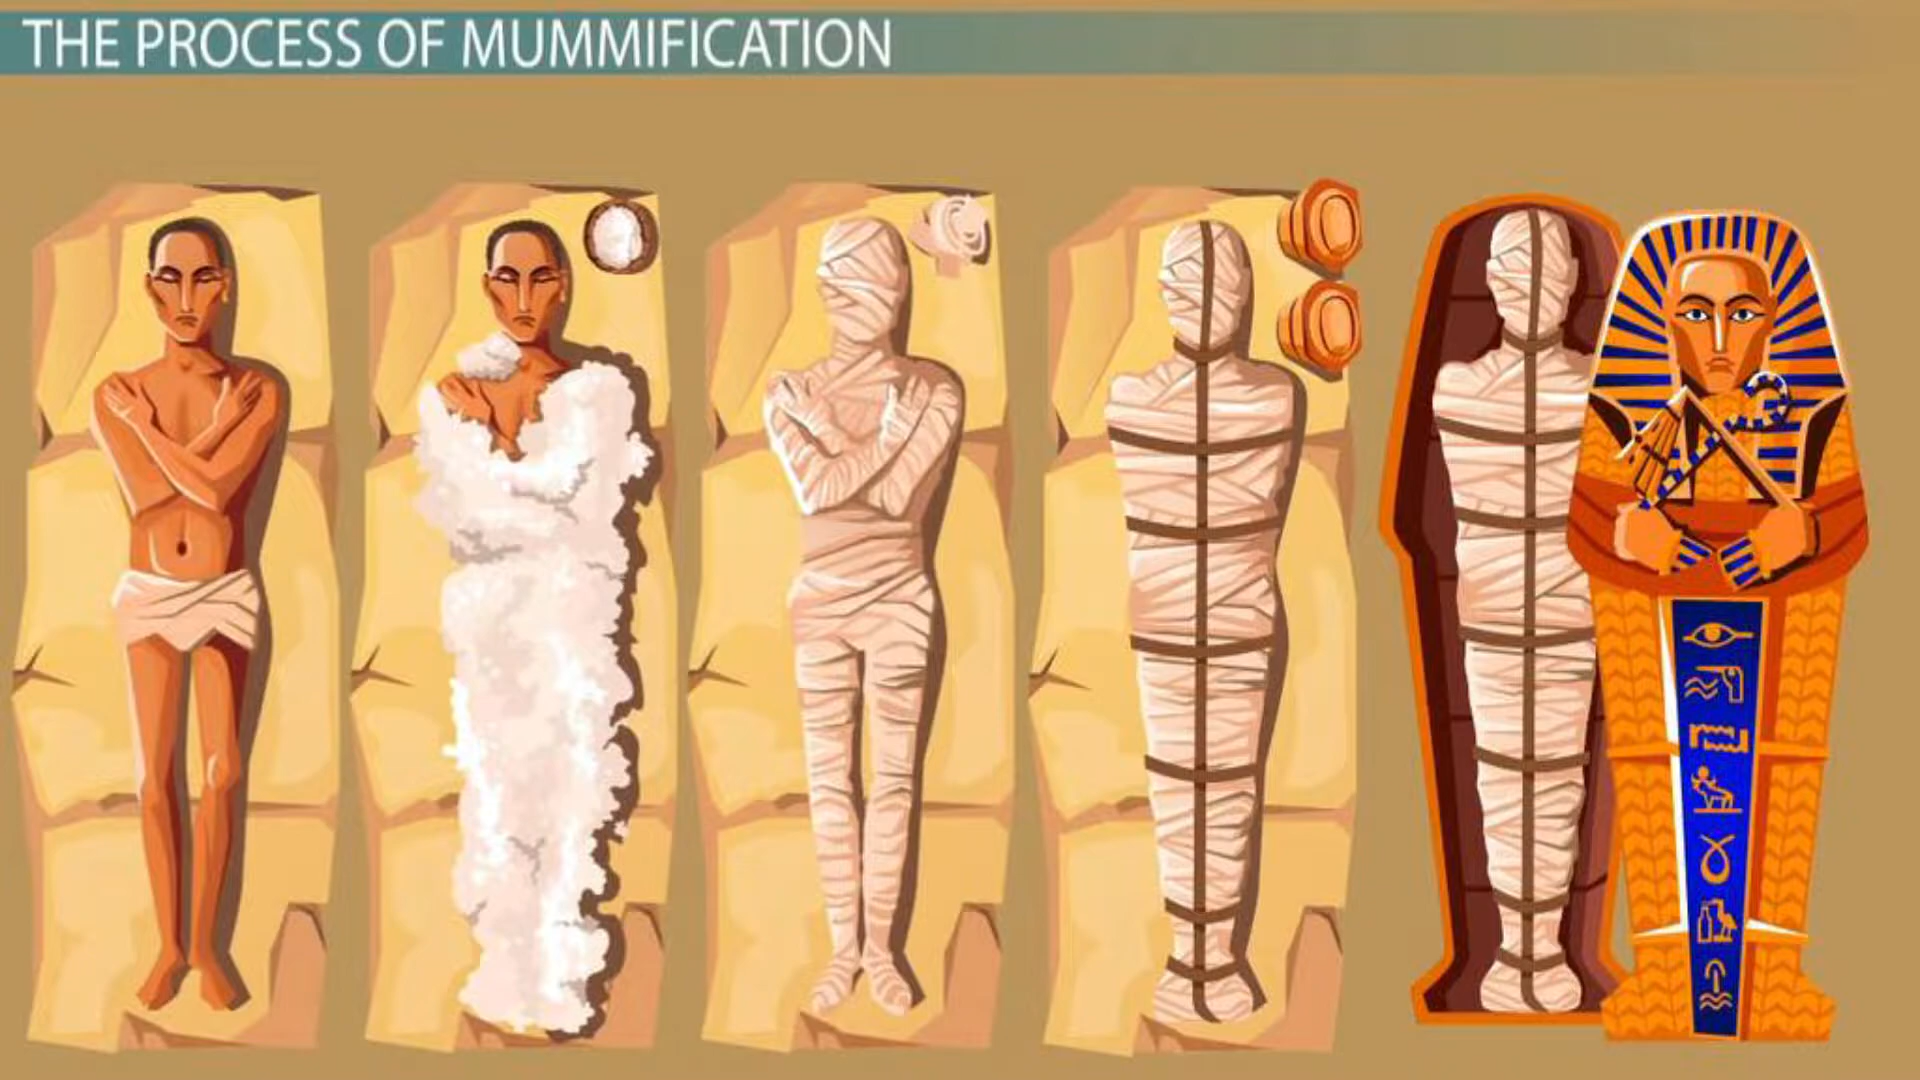 THE PROCESS OF MUMMIFICATION